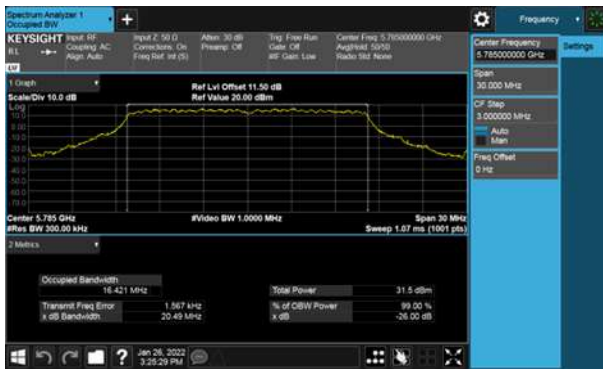 Spectrum Analyzer 1
Occupied BW
Frequency
KEYSIGHT
Input: RF
Coupling: AC
Align: Auto
Input Z: 50 Ω
Corrections: On
Freq Ref: Int (S)
Atten: 30 dB
Preamp: Off
Trig: Free Run
Gate: Off
#IF Gain: Low
Center Freq: 5.785000000 GHz
Avg|Hold: 50/50
Radio Std: None
Center Frequency
5.785000000 GHz
Settings
Span
30.000 MHz
CF Step
3.000000 MHz
Auto
Man
Freq Offset
0 Hz
1 Graph
Scale/Div 10.0 dB
Ref Lvl Offset 11.50 dB
Ref Value 20.00 dBm
Log
10.0
0.00
-10.0
-20.0
-30.0
-40.0
-50.0
-60.0
-70.0
Center 5.785 GHz
#Res BW 300.00 kHz
#Video BW 1.0000 MHz
Span 30 MHz
Sweep 1.07 ms (1001 pts)
2 Metrics
Occupied Bandwidth
16.421 MHz
Total Power
31.5 dBm
Transmit Freq Error
1.567 kHz
% of OBW Power
99.00 %
x dB Bandwidth
20.49 MHz
x dB
-26.00 dB
Jan 26, 2022
3:25:29 PM